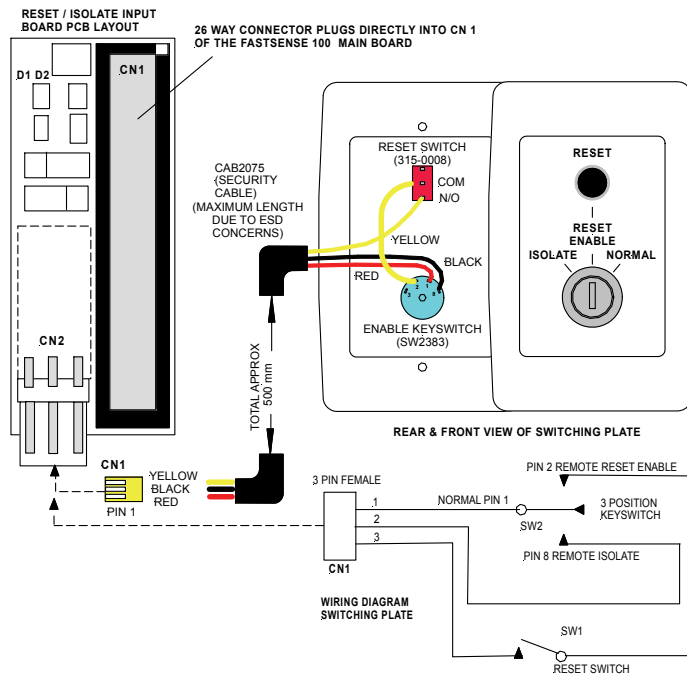 RESET / ISOLATE INPUT
BOARD PCB LAYOUT
26 WAY CONNECTOR PLUGS DIRECTLY INTO CN 1
OF THE FASTSENSE 100 MAIN BOARD
D1 D2
CN1
CN2
CAB2075
(SECURITY
CABLE)
(MAXIMUM LENGTH
DUE TO ESD
CONCERNS)
RESET SWITCH
(315-0008)
COM
N/O
YELLOW
BLACK
RED
ENABLE KEYSWITCH
(SW2383)
RESET
RESET
ENABLE
ISOLATE
NORMAL
TOTAL APPROX
500 mm
REAR & FRONT VIEW OF SWITCHING PLATE
CN1
YELLOW
BLACK
RED
PIN 1
3 PIN FEMALE
1
2
3
CN1
NORMAL PIN 1
SW2
PIN 2 REMOTE RESET ENABLE
3 POSITION
KEYSWITCH
PIN 8 REMOTE ISOLATE
WIRING DIAGRAM
SWITCHING PLATE
SW1
RESET SWITCH